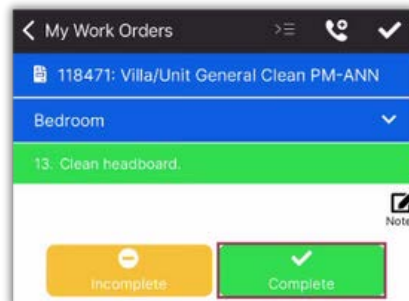 My Work Orders
118471: Villa/Unit General Clean PM-ANN
Bedroom
13. Clean headboard.
Note
Incomplete
Complete